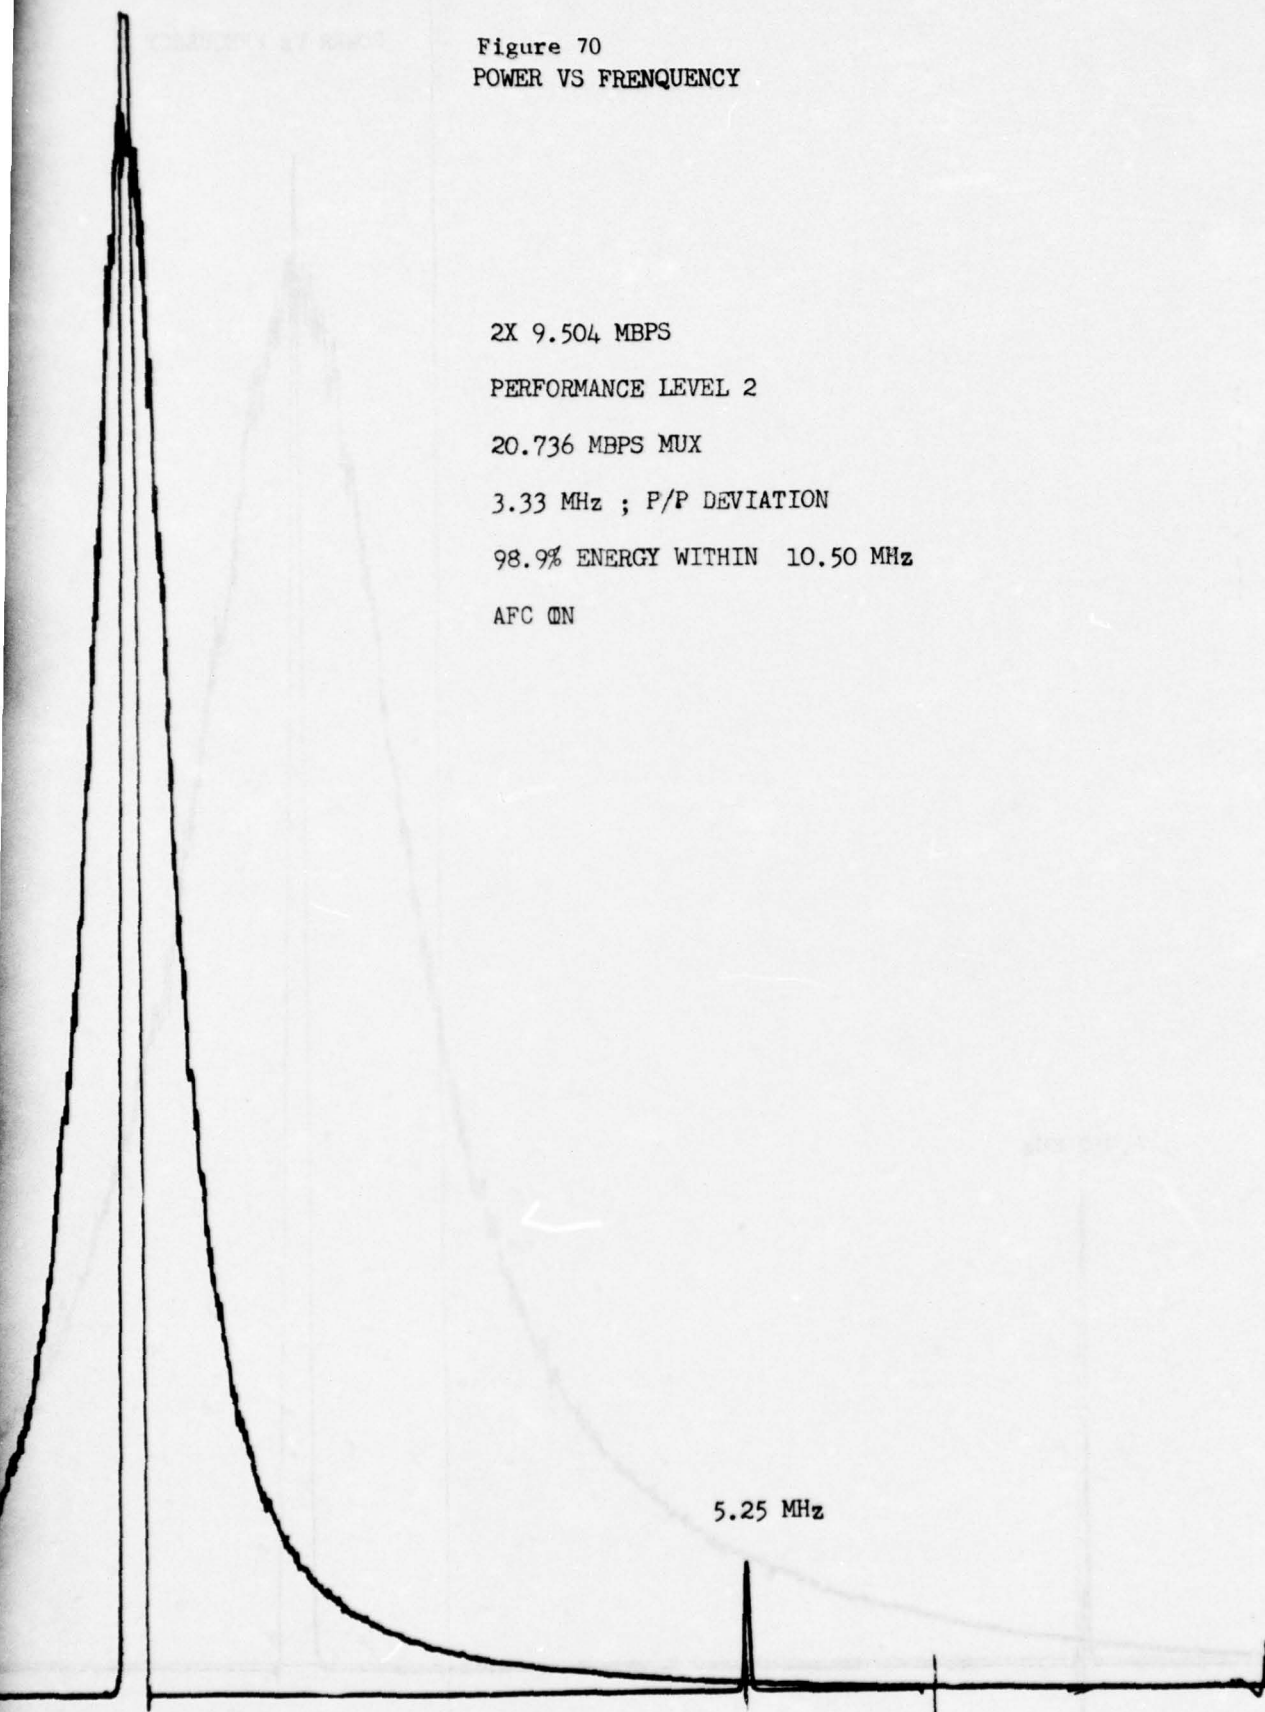 Figure 70
POWER VS FRENQUENCY
2X 9.504 MBPS
PERFORMANCE LEVEL 2
20.736 MBPS MUX
3.33 MHz ; P/P DEVIATION
98.9% ENERGY WITHIN 10.50 MHz
AFC ON
5.25 MHz